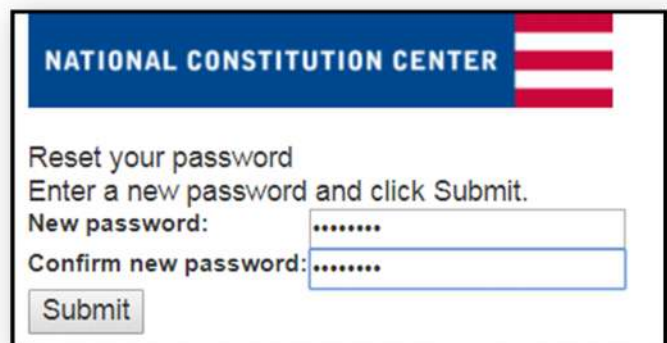 NATIONAL CONSTITUTION CENTER
Reset your password
Enter a new password and click Submit.
New password: ••••••••
Confirm new password: ••••••••
Submit